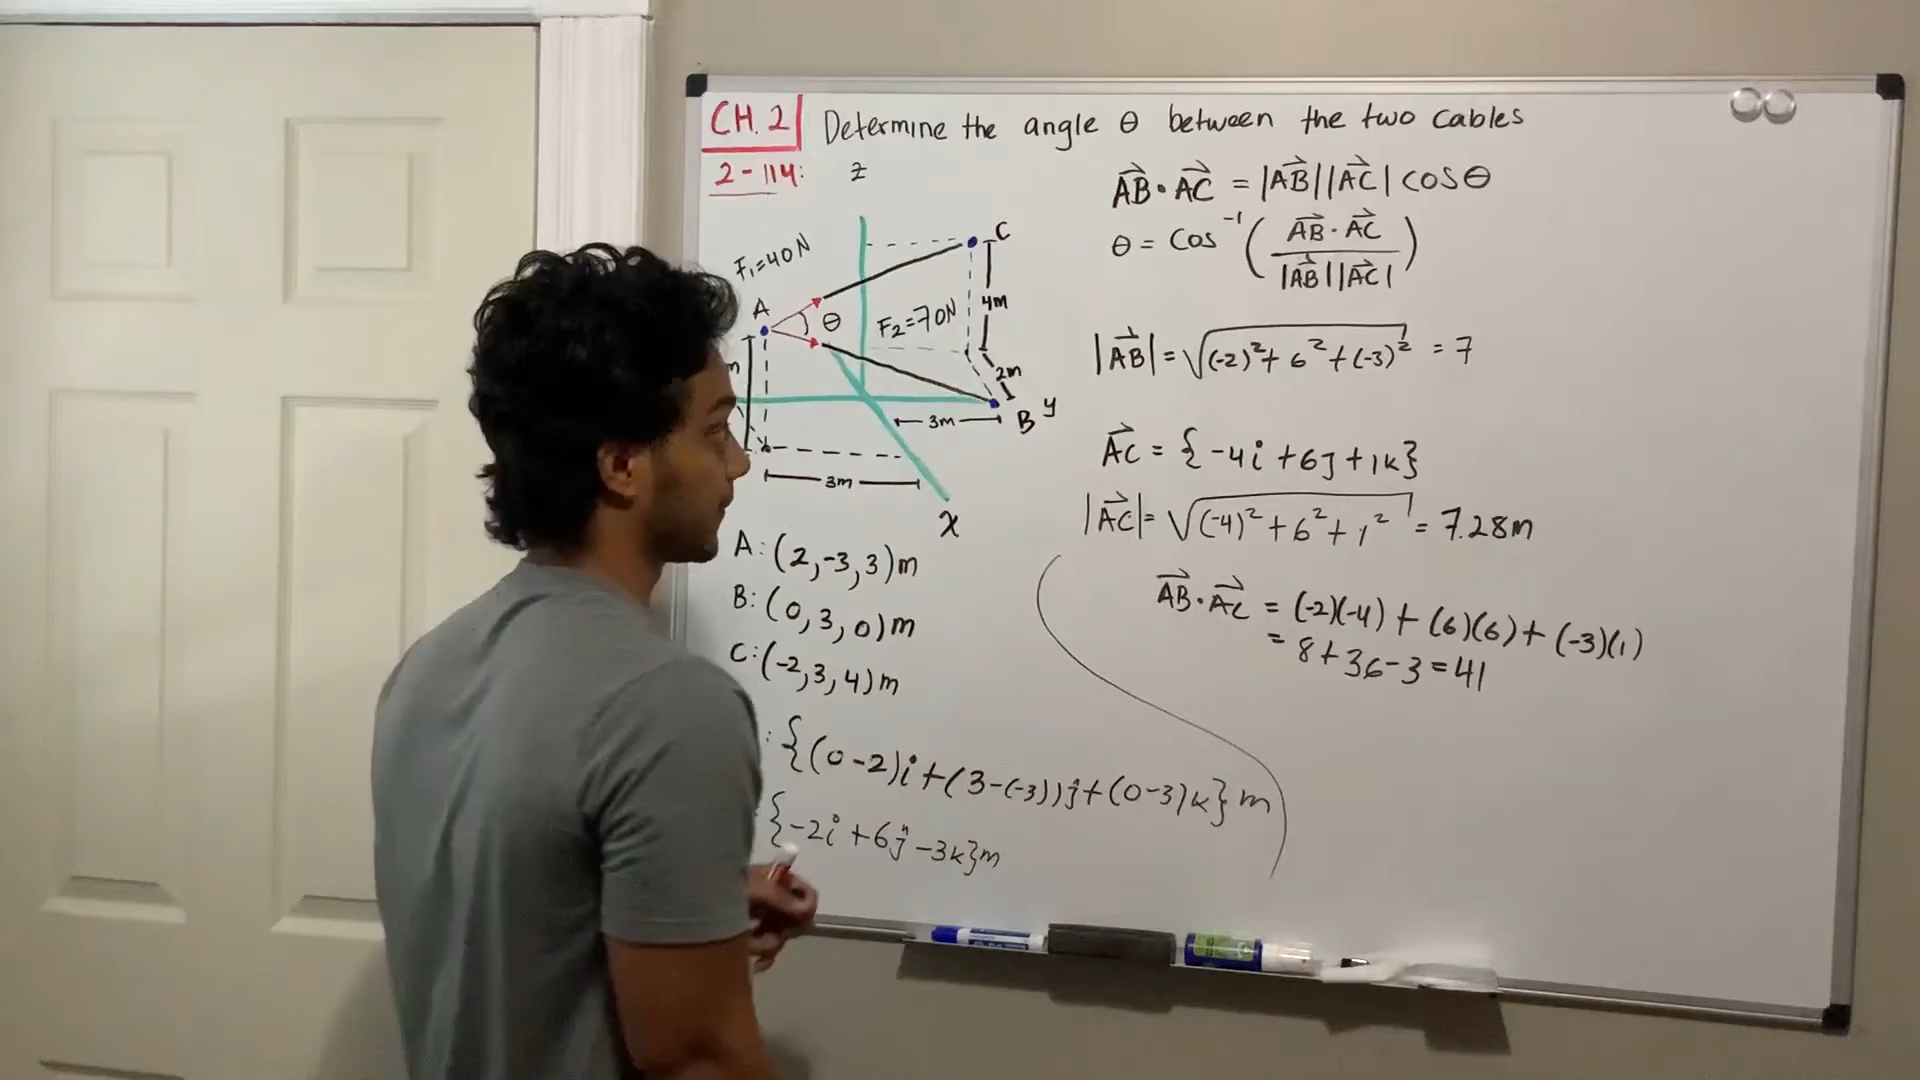 CH. 2 Determine the angle θ between the two cables
2-114:
z
F₁=40N
A
θ
F₂=70N
C
4m
2m
B
y
3m
m
3m
x
A: (2,-3,3)m
B: (0,3,0)m
C: (-2,3,4)m
: {(0-2)i+(3-(-3))j+(0-3)k}m
{-2i+6j-3k}m
AB·AC = |AB||AC| cosθ
θ = cos⁻¹(AB·AC / |AB||AC|)
|AB| = √(-2)²+6²+(-3)² = 7
AC = {-4i+6j+1k}
|AC| = √(-4)²+6²+1² = 7.28m
AB·AC = (-2)(-4)+(6)(6)+(-3)(1)
= 8+36-3=41